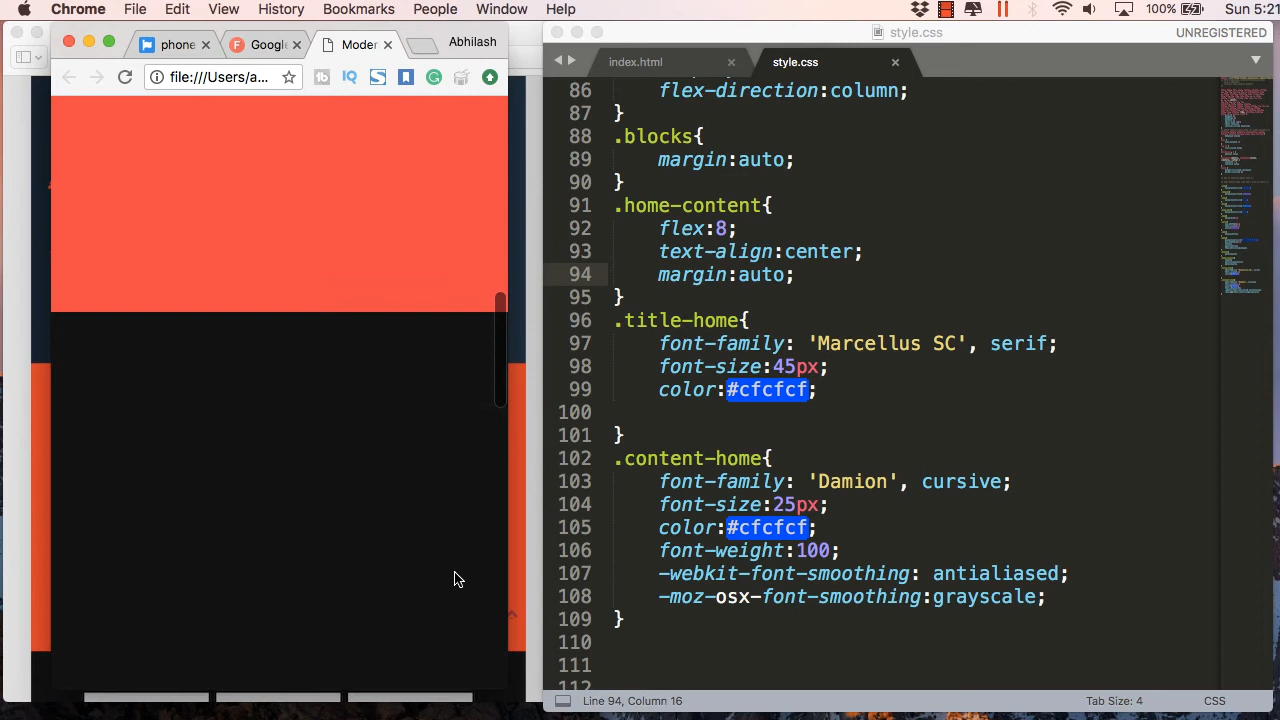 Chrome File Edit View History Bookmarks People Window Help 100% Sun 5:21
style.css UNREGISTERED
phone Google Moder Abhilash
index.html style.css
file:///Users/a...
86 flex-direction:column;
87 }
88 .blocks{
89 margin:auto;
90 }
91 .home-content{
92 flex:8;
93 text-align:center;
94 margin:auto;
95 }
96 .title-home{
97 font-family: 'Marcellus SC', serif;
98 font-size:45px;
99 color:#cfcfcf;
100
101 }
102 .content-home{
103 font-family: 'Damion', cursive;
104 font-size:25px;
105 color:#cfcfcf;
106 font-weight:100;
107 -webkit-font-smoothing: antialiased;
108 -moz-osx-font-smoothing:grayscale;
109 }
110
111
112
Line 94, Column 16 Tab Size: 4 CSS